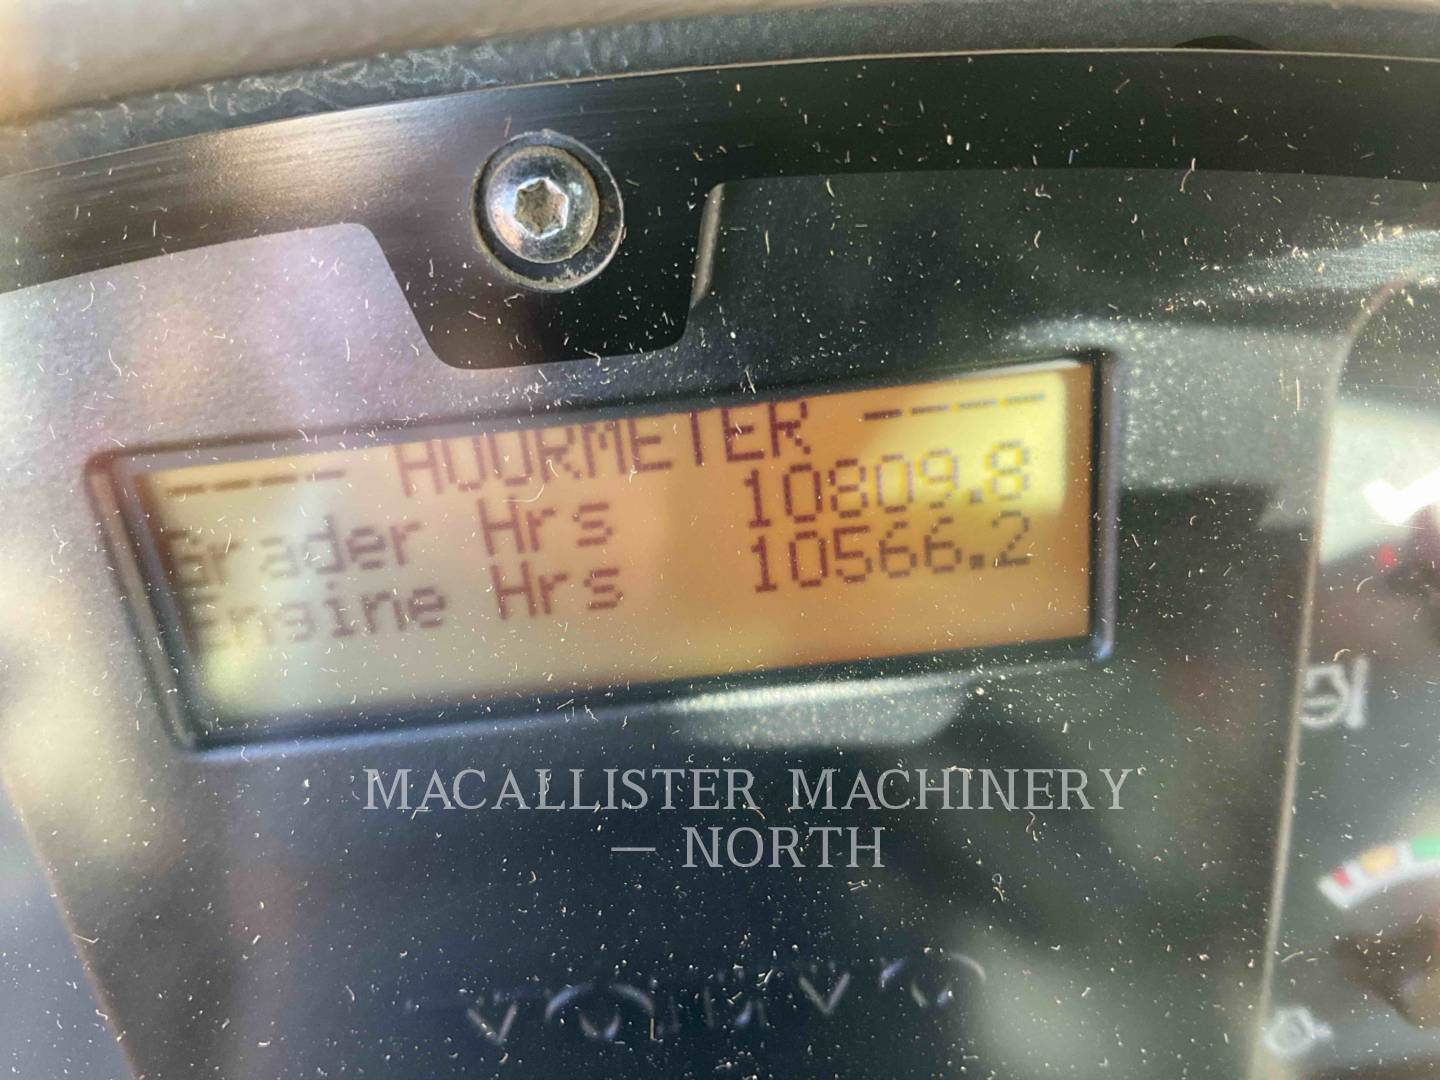 ---- HOURMETER ----
Grader Hrs 10809.8
Engine Hrs 10566.2
MACALLISTER MACHINERY
— NORTH
VOLVO